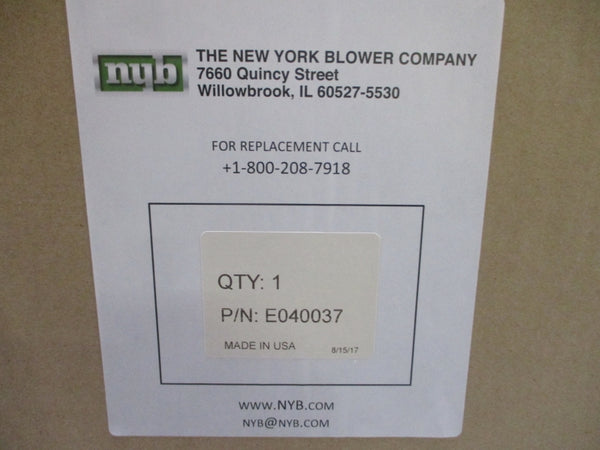 nyb
THE NEW YORK BLOWER COMPANY
7660 Quincy Street
Willowbrook, IL 60527-5530
FOR REPLACEMENT CALL
+1-800-208-7918
QTY: 1
P/N: E040037
MADE IN USA 8/15/17
WWW.NYB.COM
NYB@NYB.COM